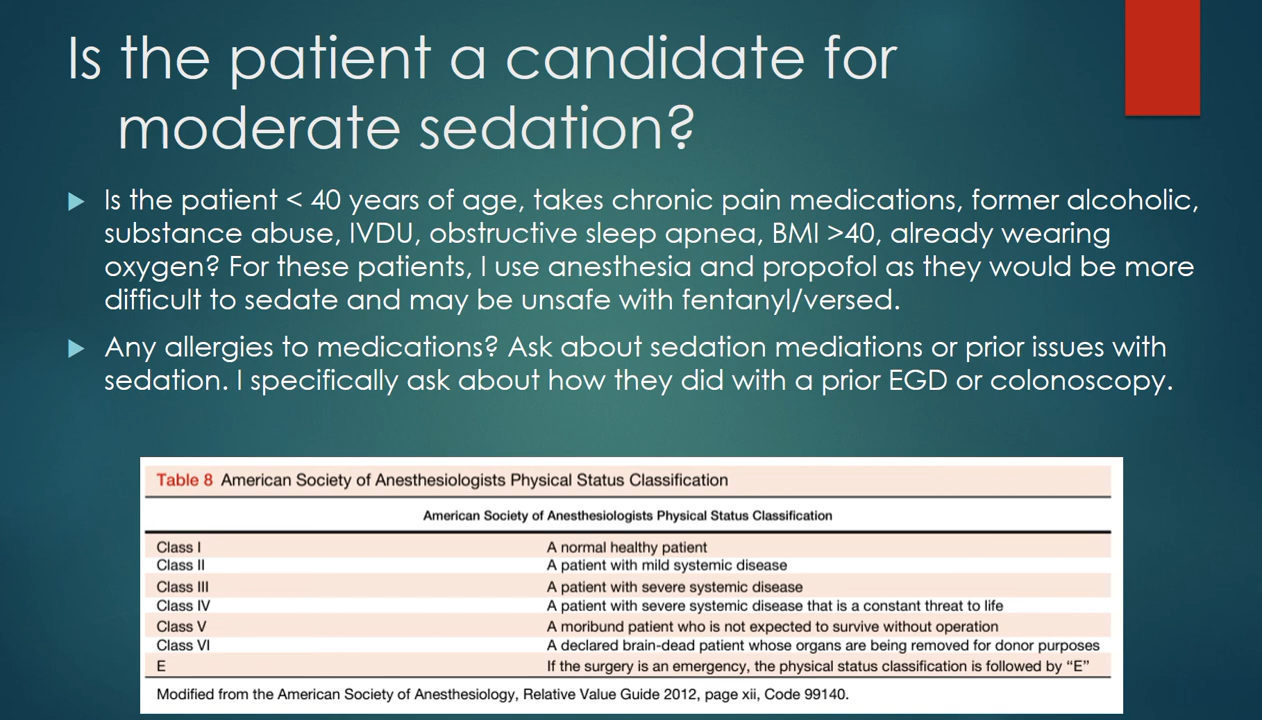 Is the patient a candidate for
moderate sedation?
Is the patient < 40 years of age, takes chronic pain medications, former alcoholic,
substance abuse, IVDU, obstructive sleep apnea, BMI >40, already wearing
oxygen? For these patients, I use anesthesia and propofol as they would be more
difficult to sedate and may be unsafe with fentanyl/versed.
Any allergies to medications? Ask about sedation mediations or prior issues with
sedation. I specifically ask about how they did with a prior EGD or colonoscopy.
Table 8 American Society of Anesthesiologists Physical Status Classification
American Society of Anesthesiologists Physical Status Classification
Class I A normal healthy patient
Class II A patient with mild systemic disease
Class III A patient with severe systemic disease
Class IV A patient with severe systemic disease that is a constant threat to life
Class V A moribund patient who is not expected to survive without operation
Class VI A declared brain-dead patient whose organs are being removed for donor purposes
E If the surgery is an emergency, the physical status classification is followed by “E”
Modified from the American Society of Anesthesiology, Relative Value Guide 2012, page xii, Code 99140.